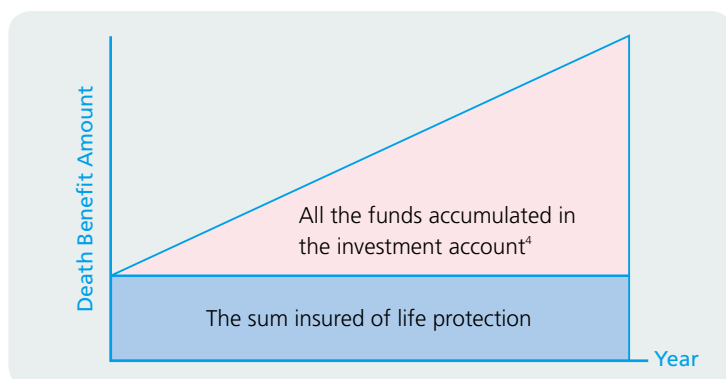 Death Benefit Amount
All the funds accumulated in
the investment account⁴
The sum insured of life protection
Year